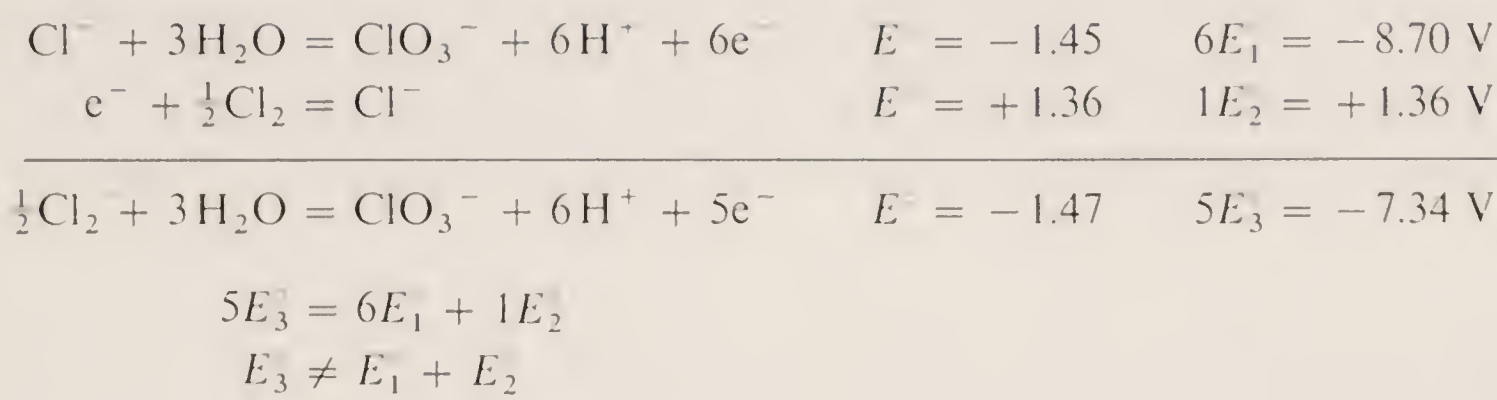 Cl⁻ + 3H₂O = ClO₃⁻ + 6H⁺ + 6e⁻ E = −1.45 6E₁ = −8.70 V
e⁻ + ½Cl₂ = Cl⁻ E = +1.36 1E₂ = +1.36 V
½Cl₂ + 3H₂O = ClO₃⁻ + 6H⁺ + 5e⁻ E = −1.47 5E₃ = −7.34 V
5E₃ = 6E₁ + 1E₂
E₃ ≠ E₁ + E₂